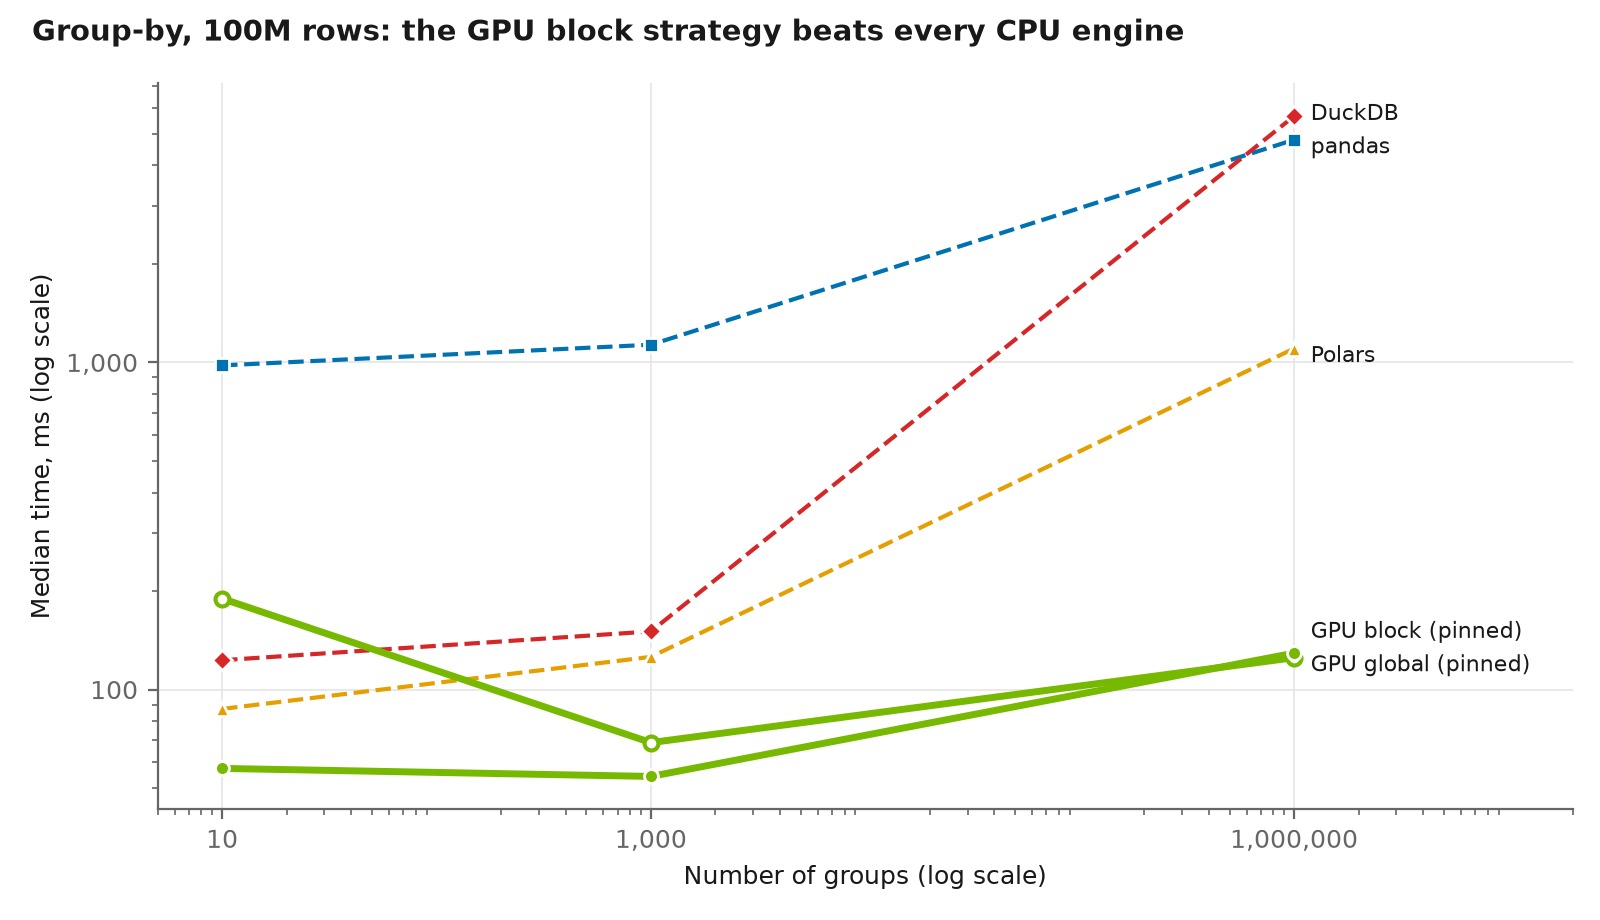 Group-by, 100M rows: the GPU block strategy beats every CPU engine
Median time, ms (log scale)
1,000
100
DuckDB
pandas
Polars
GPU block (pinned)
GPU global (pinned)
10
1,000
1,000,000
Number of groups (log scale)